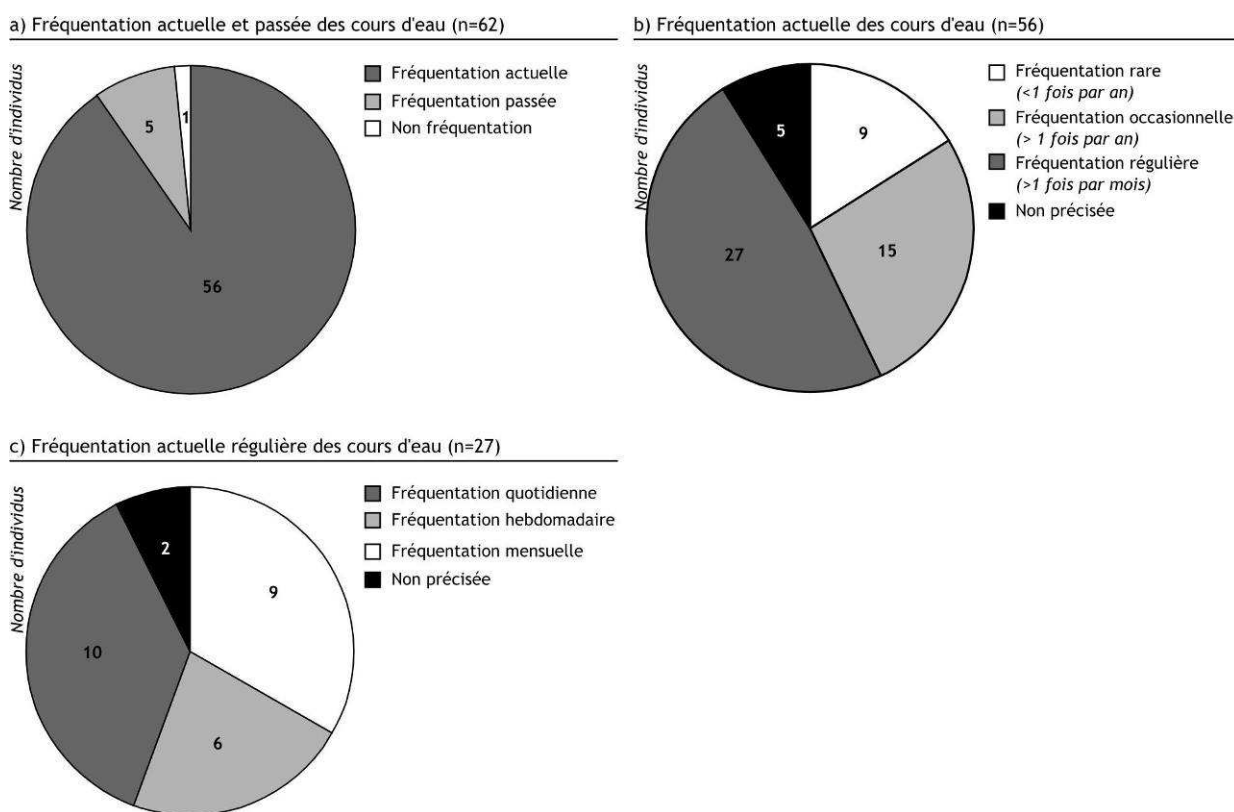 a) Fréquentation actuelle et passée des cours d'eau (n=62)
Nombre d'individus
5
1
56
Fréquentation actuelle
Fréquentation passée
Non fréquentation
b) Fréquentation actuelle des cours d'eau (n=56)
Nombre d'individus
5
9
27
15
Fréquentation rare
(<1 fois par an)
Fréquentation occasionnelle
(> 1 fois par an)
Fréquentation régulière
(>1 fois par mois)
Non précisée
c) Fréquentation actuelle régulière des cours d'eau (n=27)
Nombre d'individus
2
9
10
6
Fréquentation quotidienne
Fréquentation hebdomadaire
Fréquentation mensuelle
Non précisée